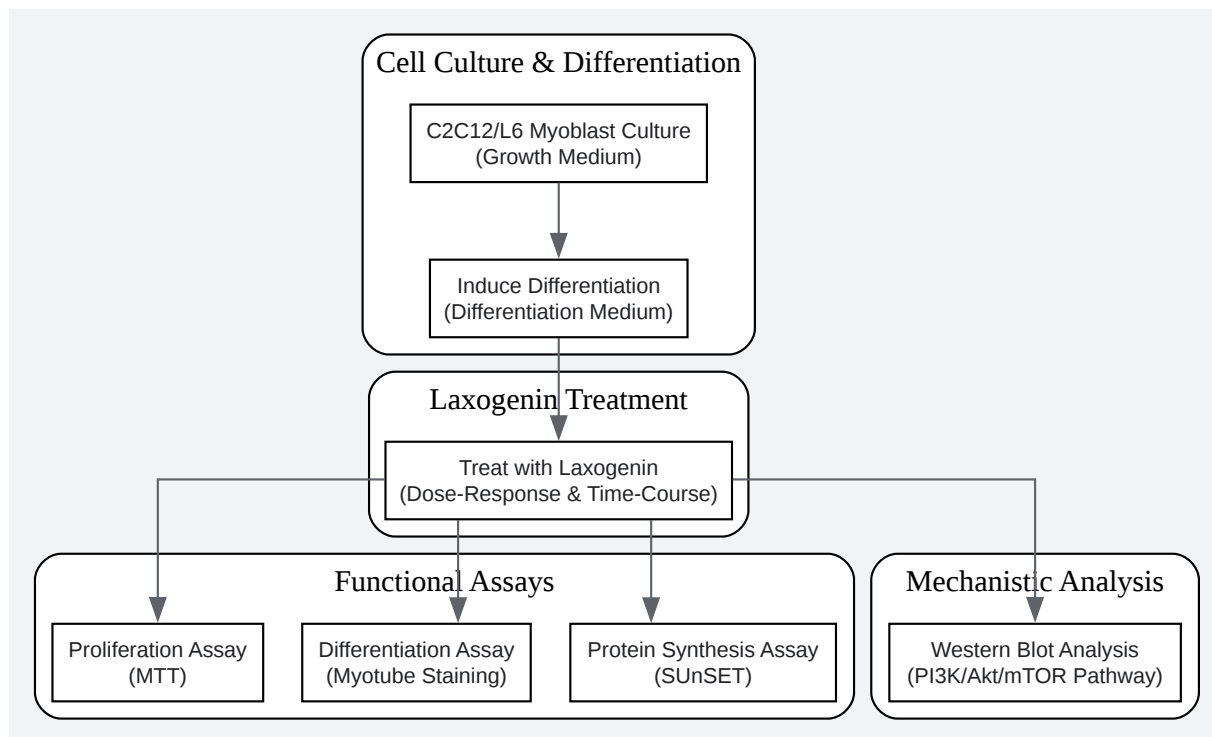 Cell Culture & Differentiation
C2C12/L6 Myoblast Culture
(Growth Medium)
Induce Differentiation
(Differentiation Medium)
Laxogenin Treatment
Treat with Laxogenin
(Dose-Response & Time-Course)
Functional Assays
Proliferation Assay
(MTT)
Differentiation Assay
(Myotube Staining)
Protein Synthesis Assay
(SUnSET)
Mechanistic Analysis
Western Blot Analysis
(PI3K/Akt/mTOR Pathway)